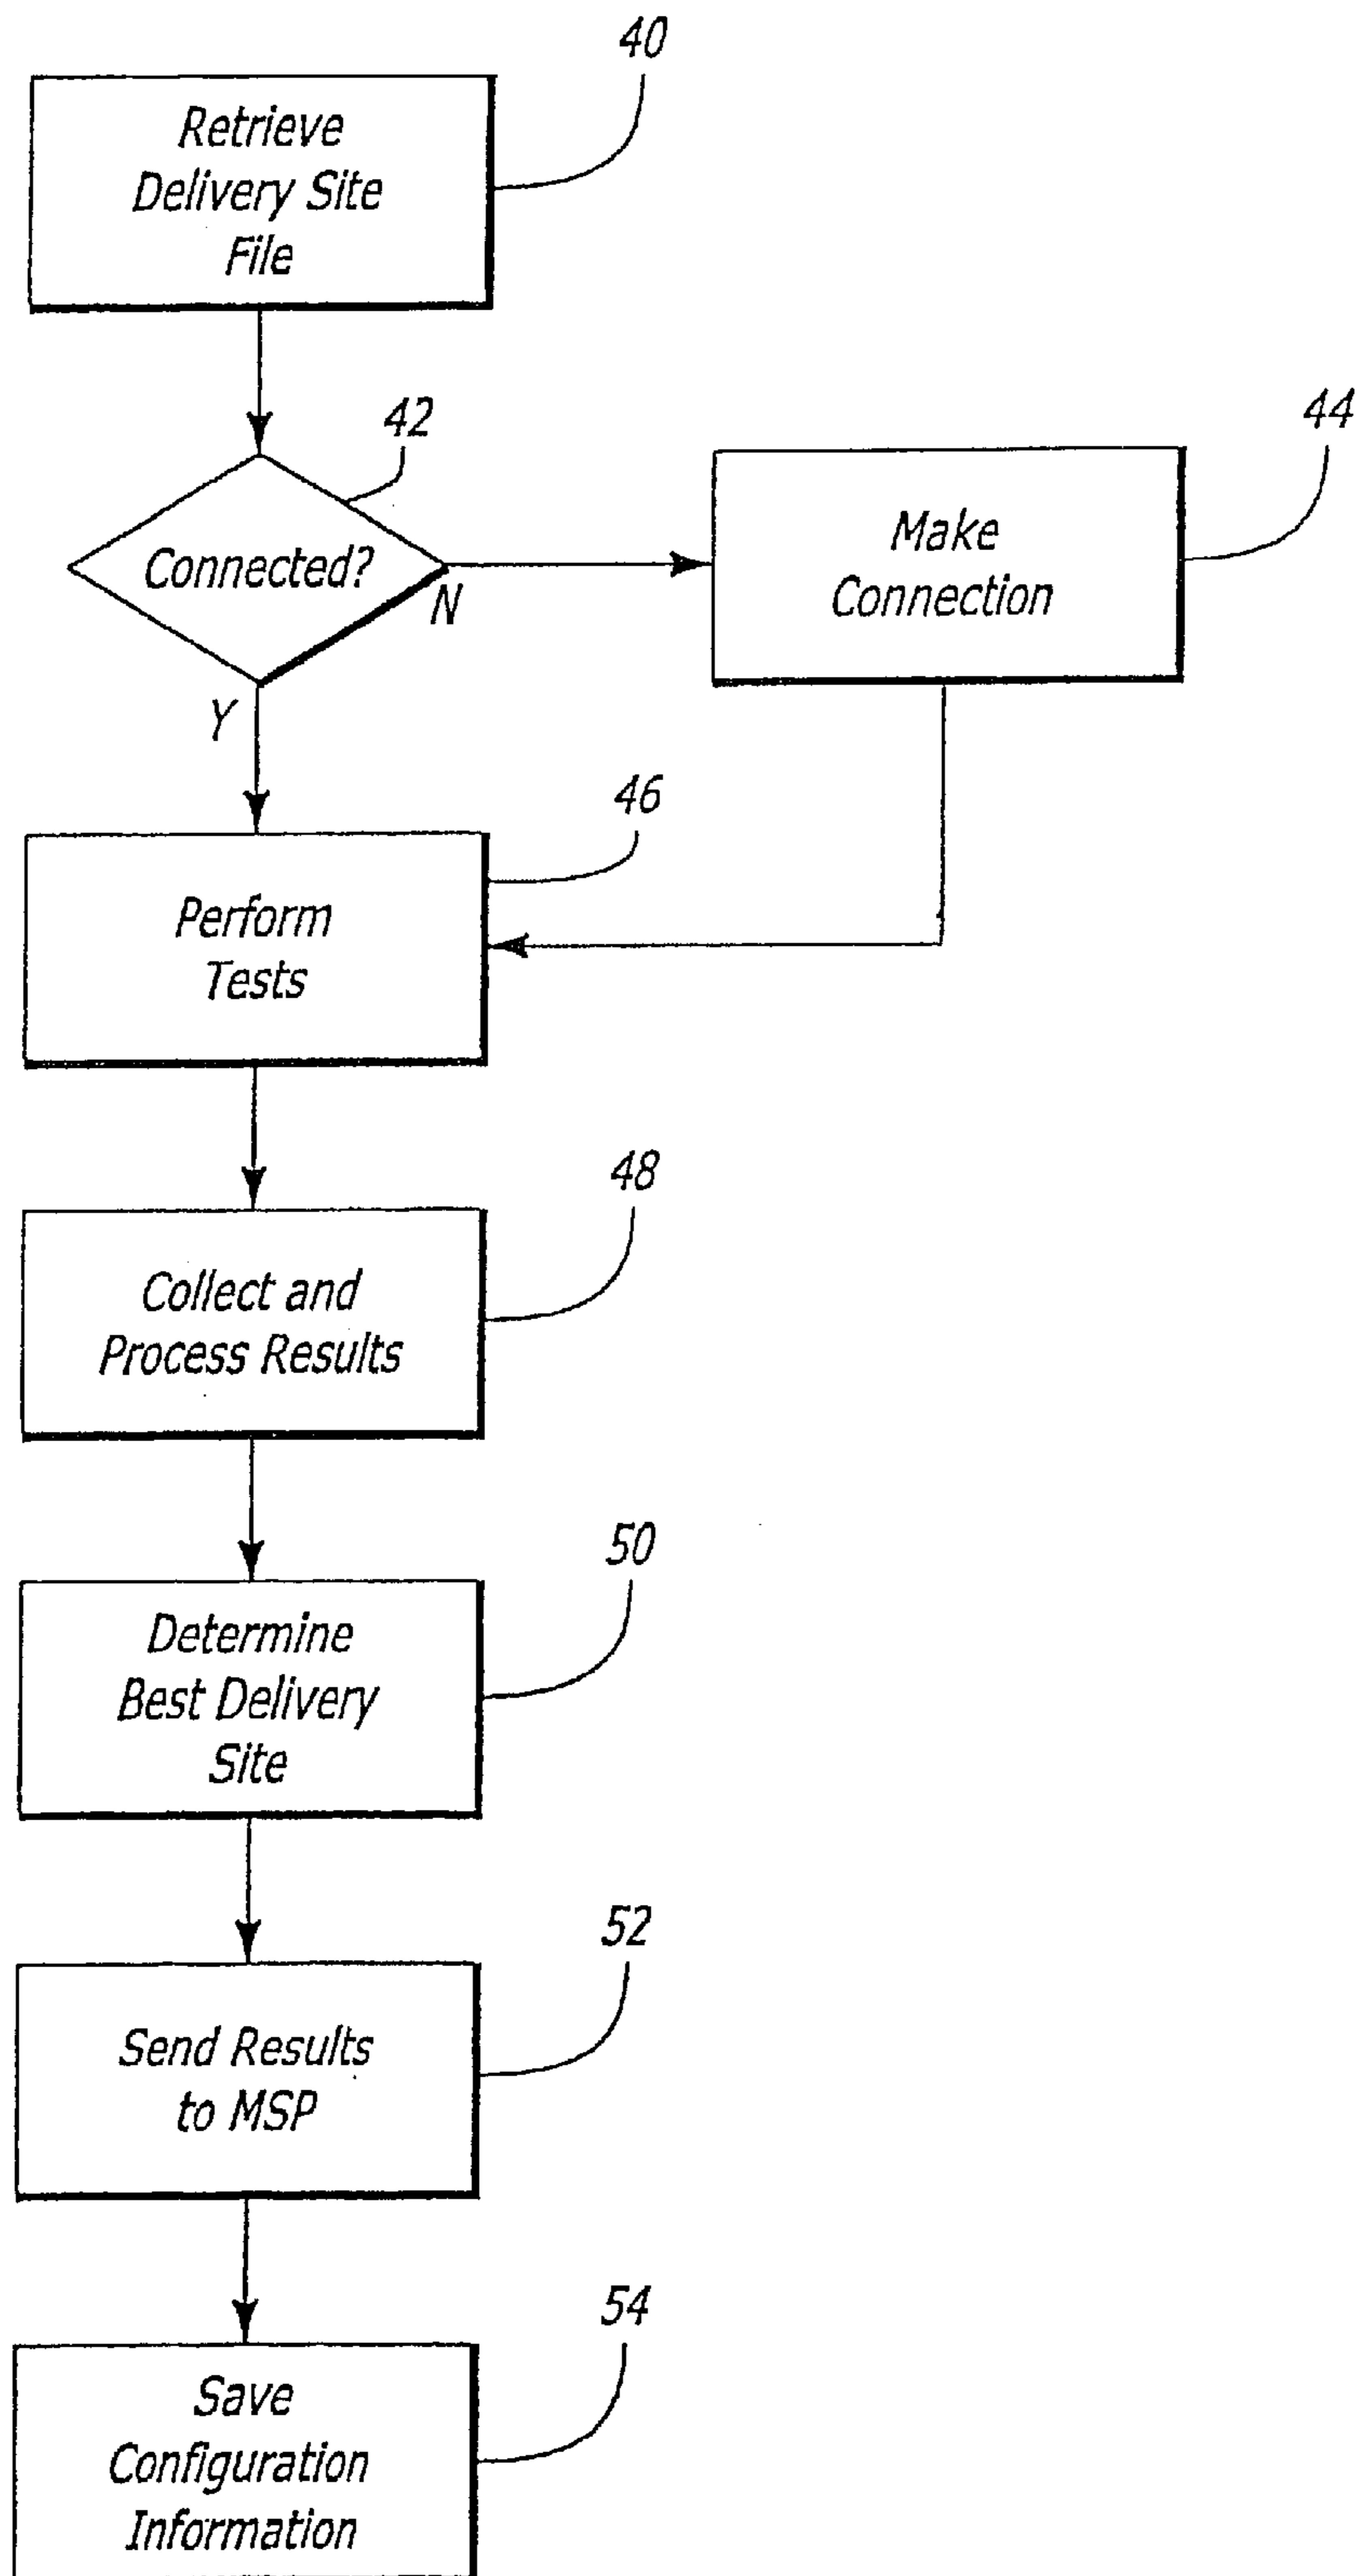 40
Retrieve
Delivery Site
File
42
44
Connected?
N
Make
Connection
Y
46
Perform
Tests
48
Collect and
Process Results
50
Determine
Best Delivery
Site
52
Send Results
to MSP
54
Save
Configuration
Information